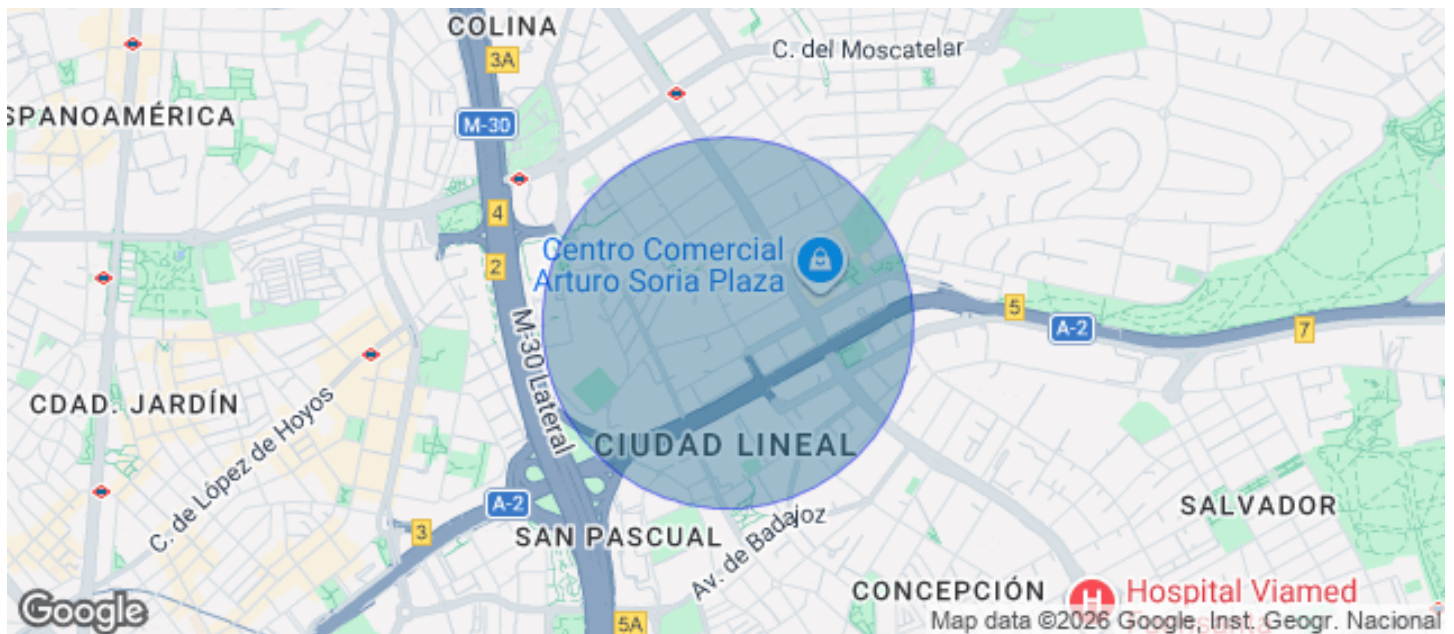 COLINA
3A
C. del Moscatelar
SPANOAMÉRICA
M-30
4
2
Centro Comercial
Arturo Soria Plaza
5
A-2
7
M-30 Lateral
CDAD. JARDÍN
C. de López de Hoyos
CIUDAD LINEAL
A-2
3
SAN PASCUAL
Av. de Badajoz
SALVADOR
CONCEPCIÓN
H
Hospital Viamed
Google
5A
Map data ©2026 Google, Inst. Geogr. Nacional